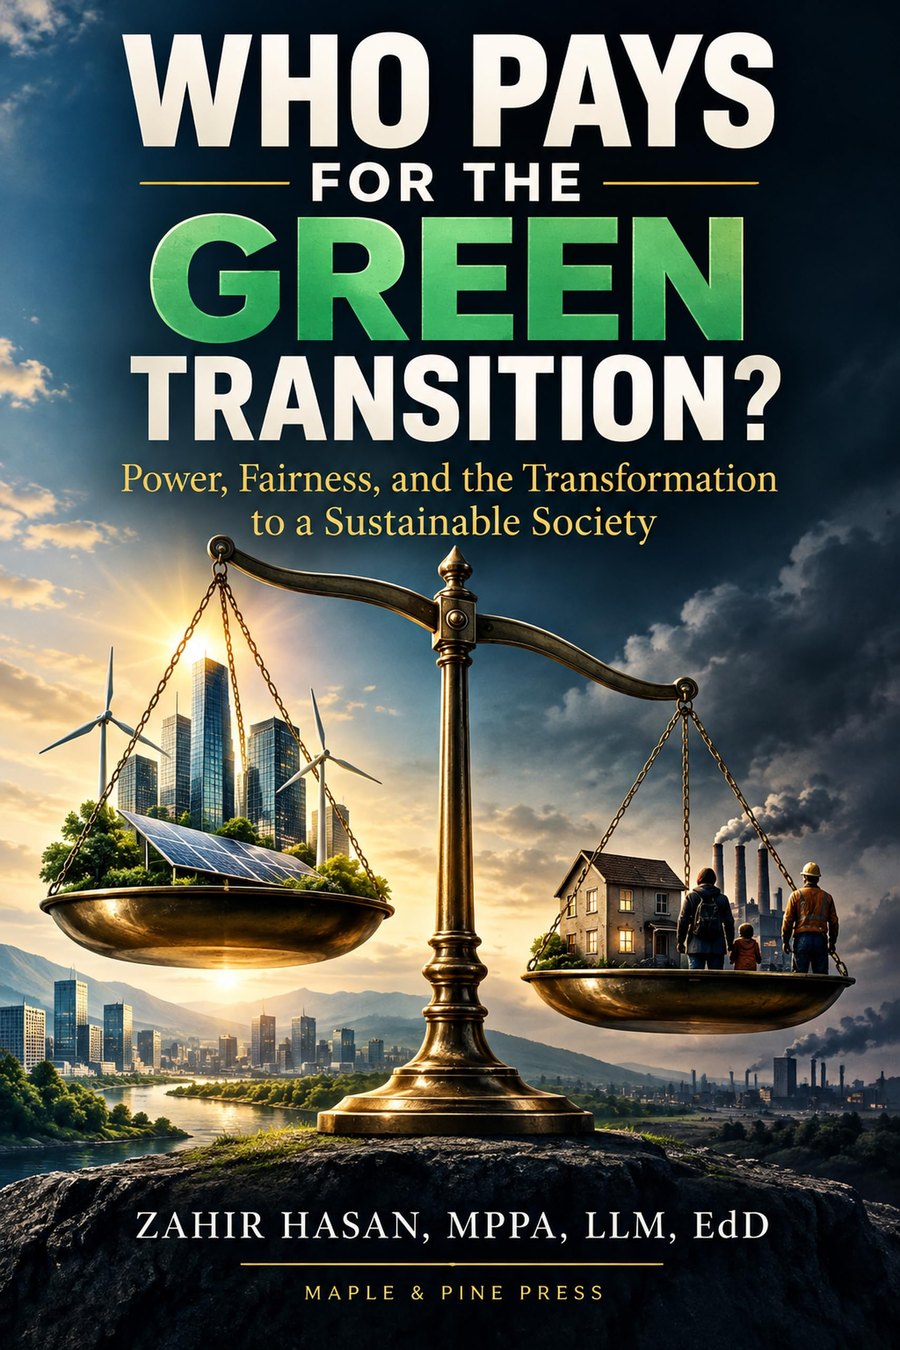 WHO PAYS
FOR THE
GREEN
TRANSITION?
Power, Fairness, and the Transformation
to a Sustainable Society
ZAHIR HASAN, MPPA, LLM, EdD
MAPLE & PINE PRESS